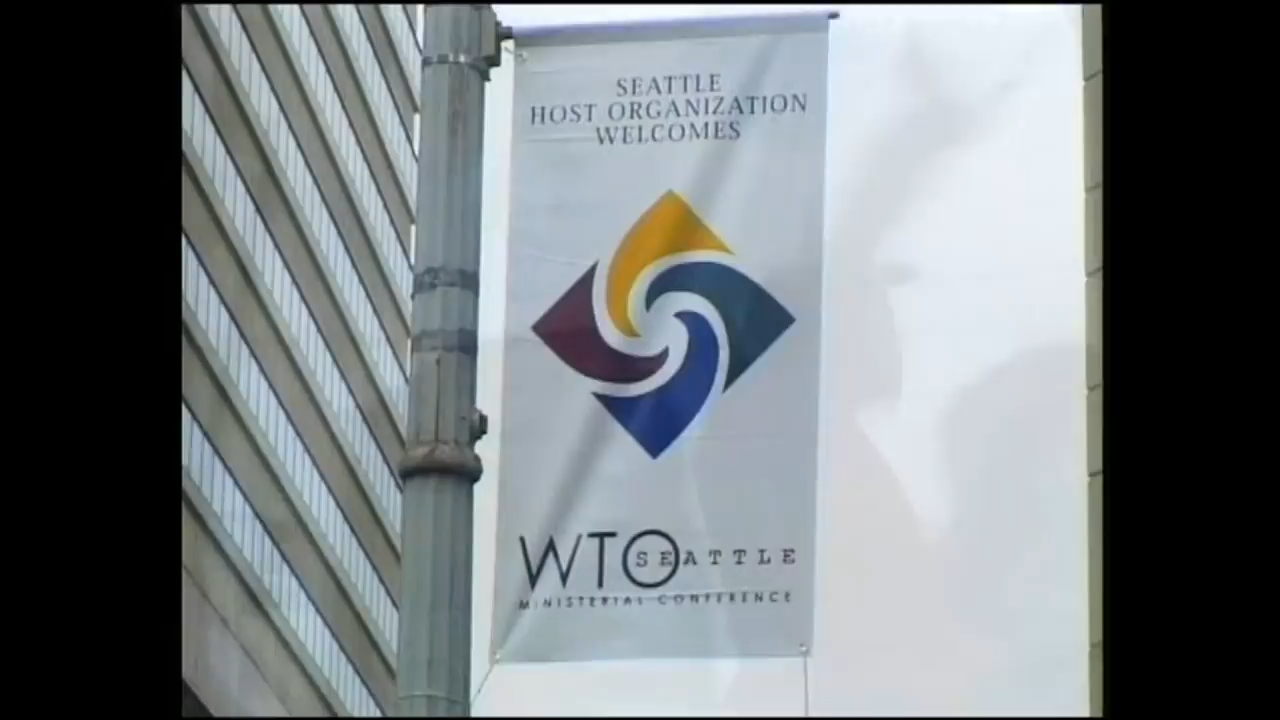 SEATTLE
HOST ORGANIZATION
WELCOMES
WTO SEATTLE
MINISTERIAL CONFERENCE